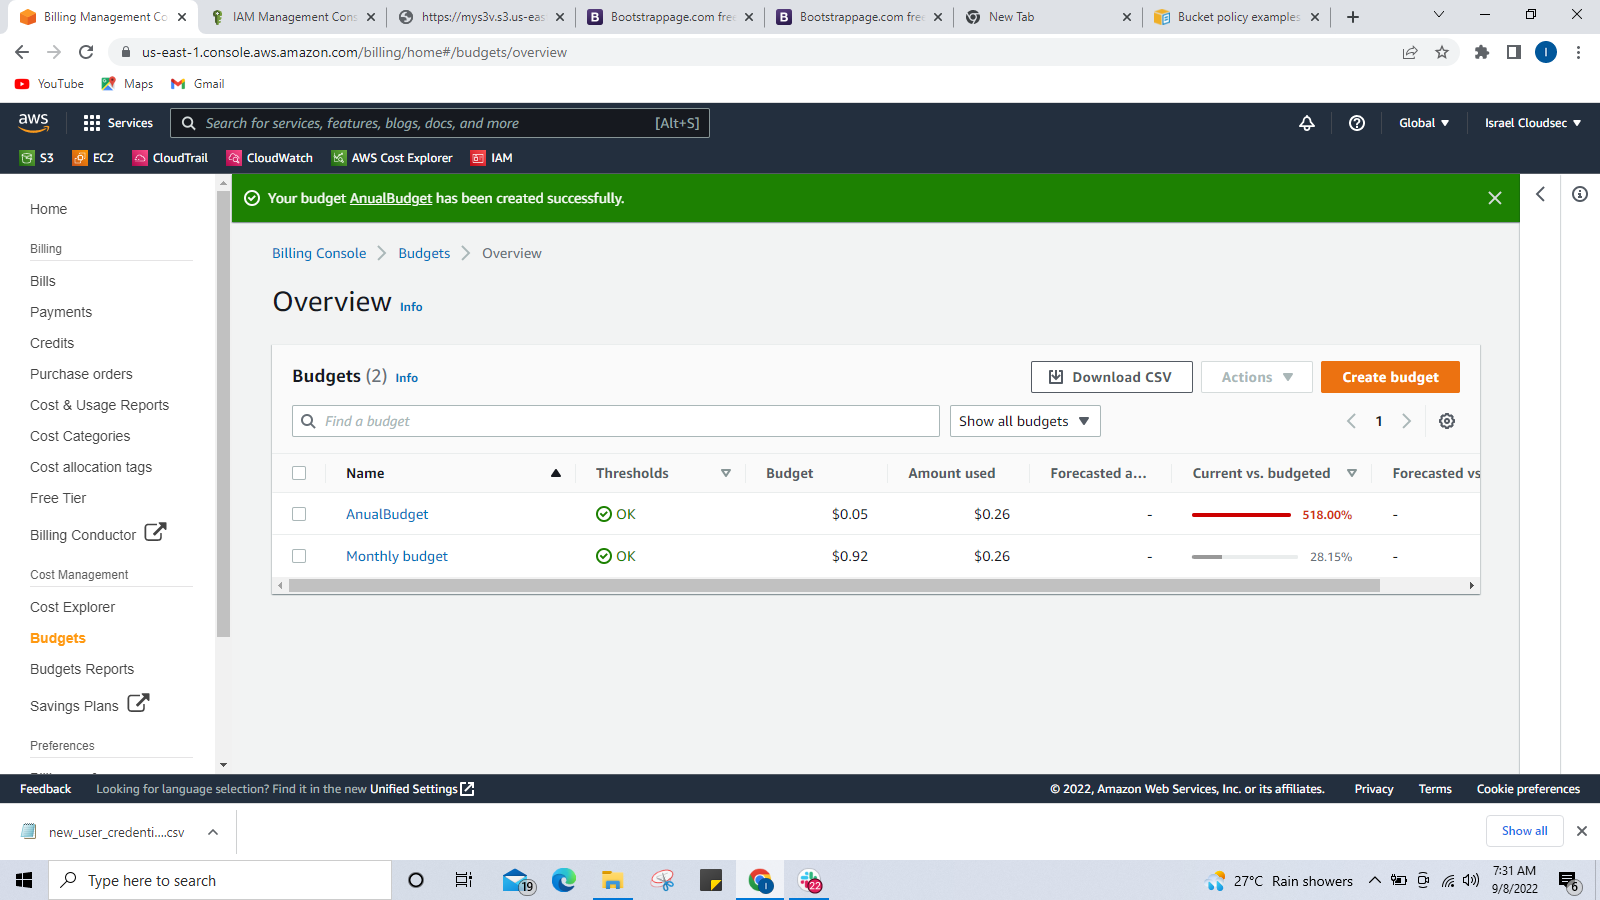 Billing Management Co
IAM Management Cons
https://mys3v.s3.us-eas
Bootstrappage.com free
Bootstrappage.com free
New Tab
Bucket policy examples
us-east-1.console.aws.amazon.com/billing/home#/budgets/overview
I
YouTube
Maps
Gmail
aws
Services
Search for services, features, blogs, docs, and more [Alt+S]
Global
Israel Cloudsec
S3
EC2
CloudTrail
CloudWatch
AWS Cost Explorer
IAM
Home
Billing
Bills
Payments
Credits
Purchase orders
Cost & Usage Reports
Cost Categories
Cost allocation tags
Free Tier
Billing Conductor
Cost Management
Cost Explorer
Budgets
Budgets Reports
Savings Plans
Preferences
Your budget AnualBudget has been created successfully.
Billing Console
Budgets
Overview
Overview Info
Budgets (2) Info
Download CSV
Actions
Create budget
Find a budget
Show all budgets
1
Name Thresholds Budget Amount used Forecasted a... Current vs. budgeted Forecasted vs
AnualBudget OK $0.05 $0.26 - 518.00% -
Monthly budget OK $0.92 $0.26 - 28.15% -
Feedback
Looking for language selection? Find it in the new Unified Settings
© 2022, Amazon Web Services, Inc. or its affiliates.
Privacy
Terms
Cookie preferences
new_user_credenti....csv
Show all
Type here to search
19
I
22
27°C Rain showers
7:31 AM
9/8/2022
6